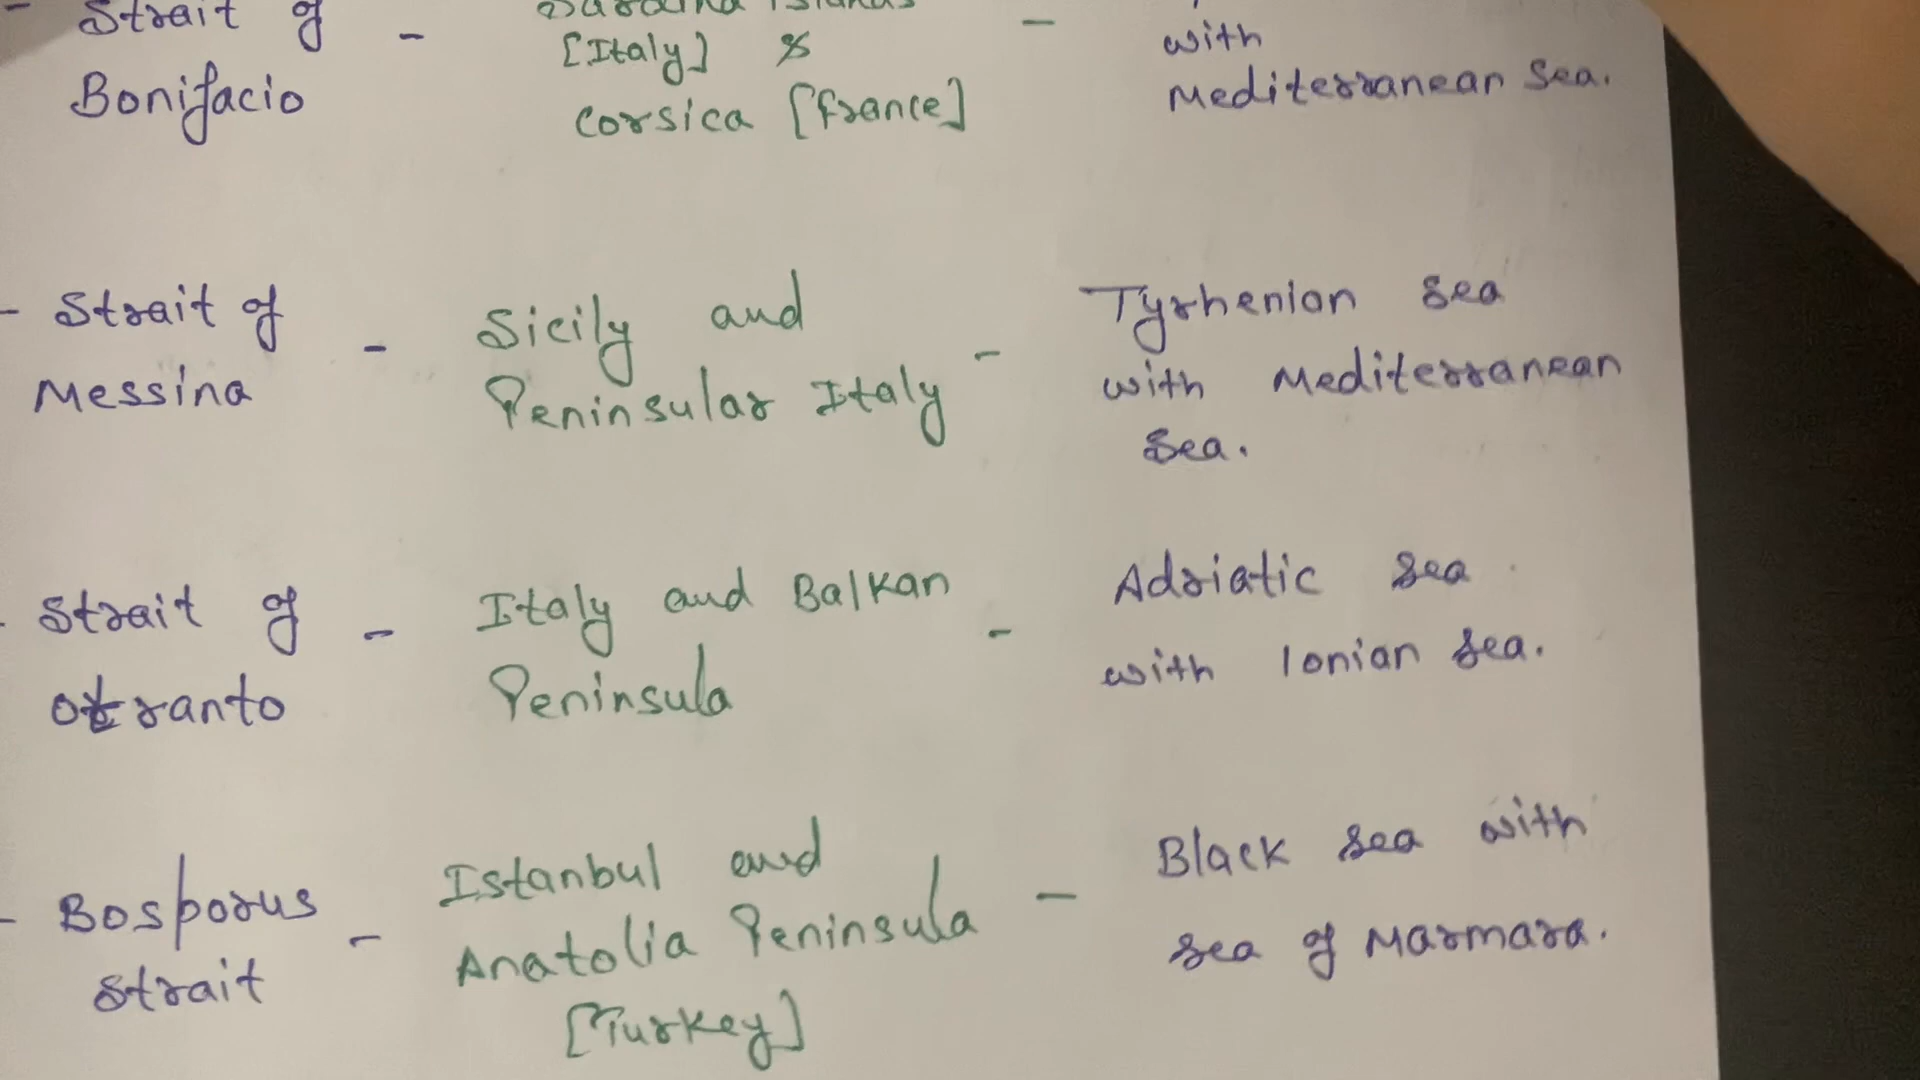 - Strait of
Bonifacio -
Islands
[Italy] &
Corsica [France] -
with
Mediterranean Sea.
- Strait of
Messina -
Sicily and
Peninsular Italy -
Tyrhenian Sea
with Mediterranean
Sea.
- Strait of
Otranto -
Italy and Balkan
Peninsula -
Adriatic Sea
with Ionian Sea.
- Bosporus
Strait -
Istanbul and
Anatolia Peninsula -
[Turkey]
Black Sea with
Sea of Marmara.